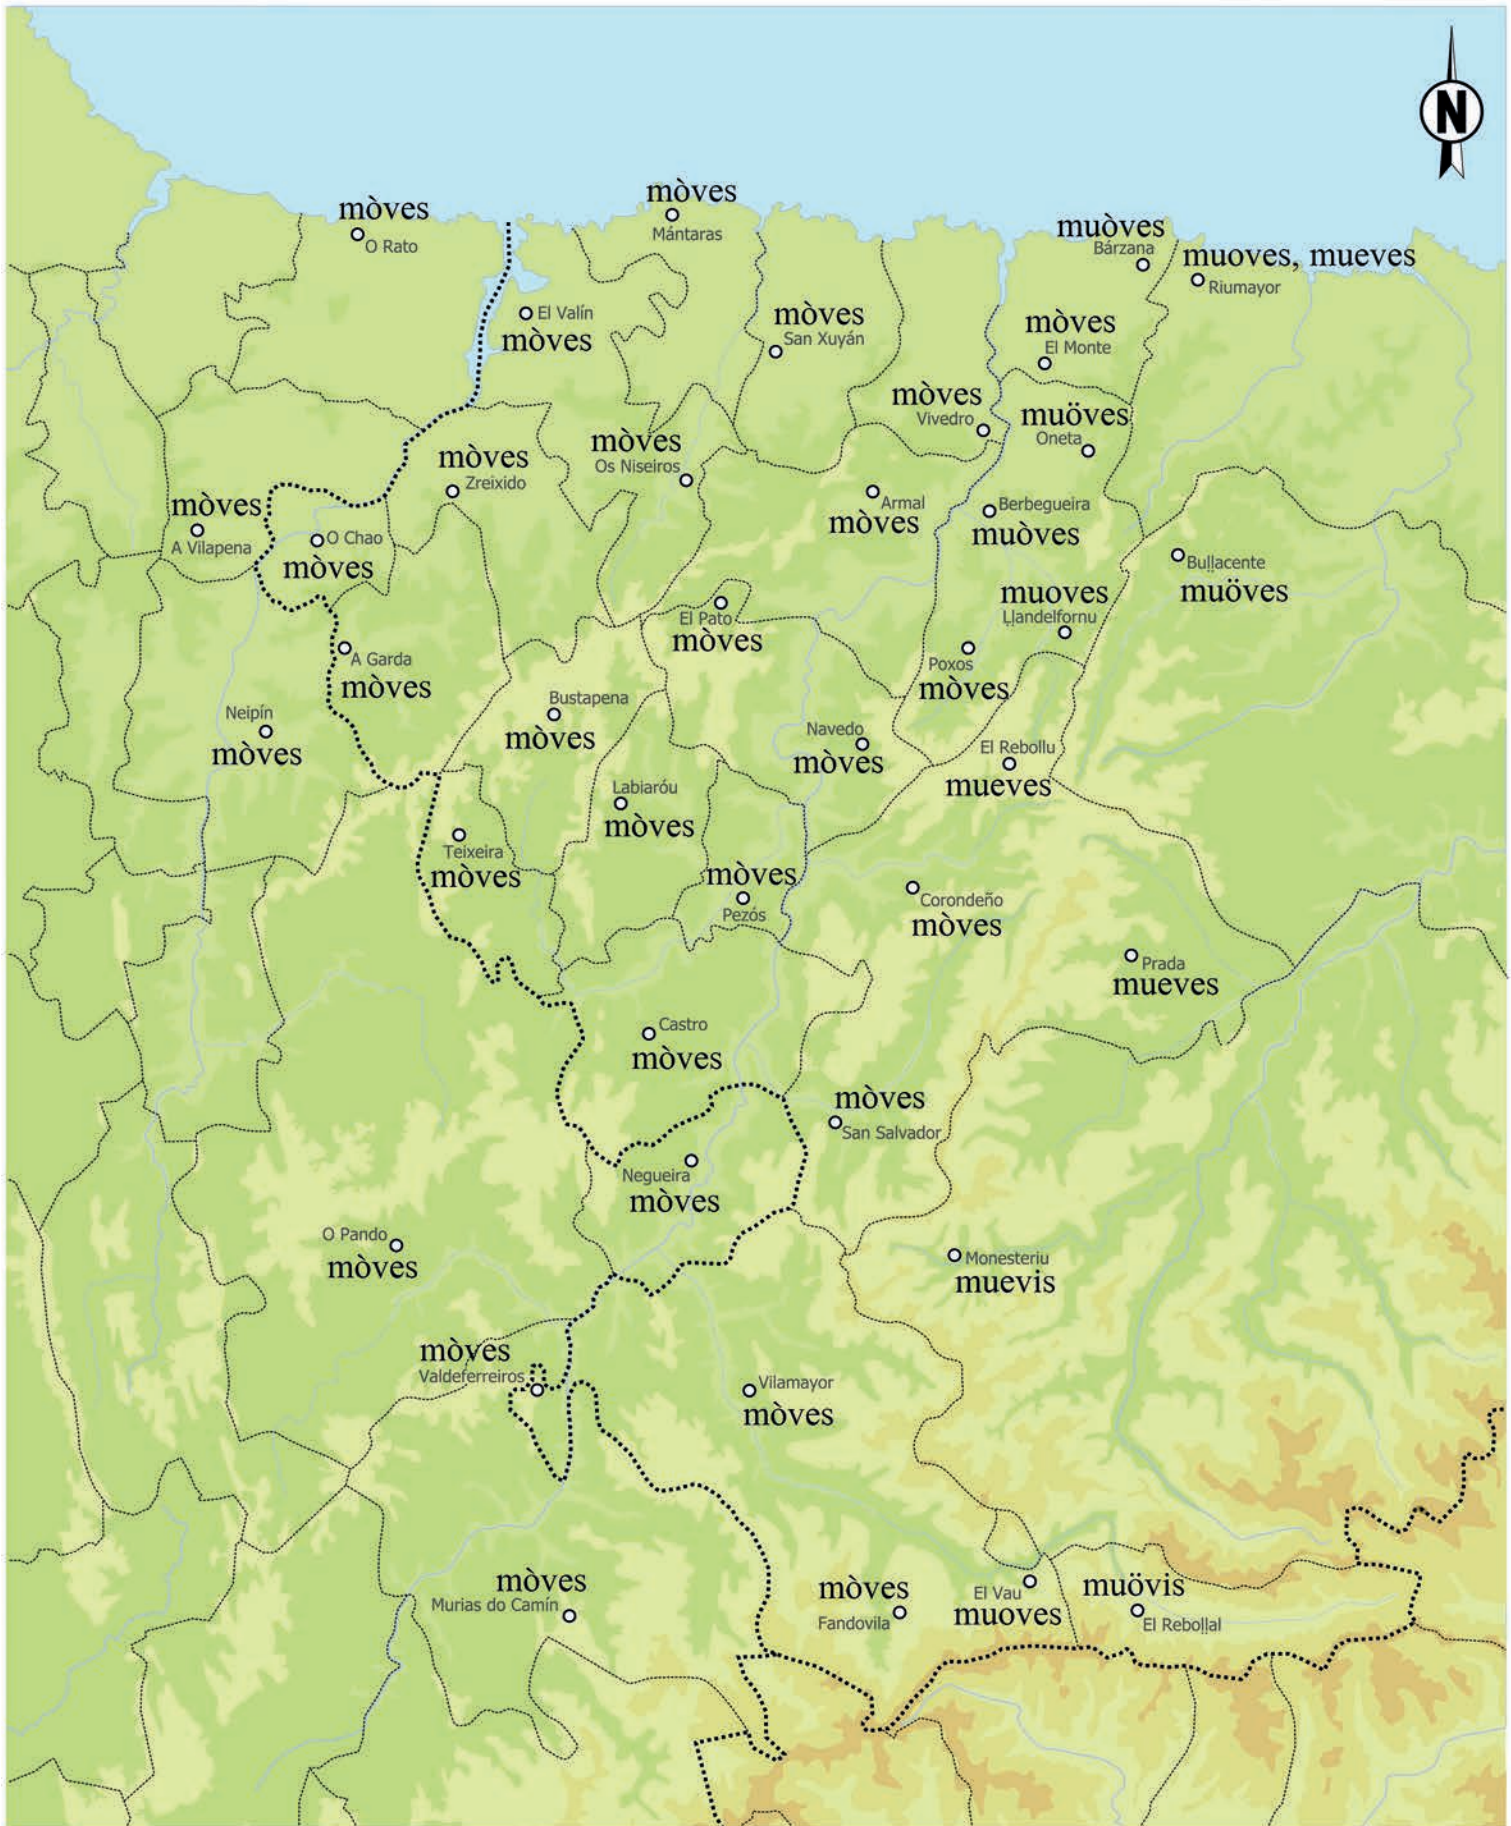 N
mòves
O Rato
mòves
Mántaras
muòves
Bárzana
muoves, mueves
Riumayor
El Valín
mòves
mòves
San Xuyán
mòves
El Monte
mòves
Vivedro
muöves
Oneta
mòves
Os Niseiros
mòves
Zreixido
mòves
A Vilapena
O Chao
mòves
Armal
mòves
Berbegueira
muòves
Buḷḷacente
muöves
muoves
Ḷḷandelfornu
El Pato
mòves
A Garda
mòves
Poxos
mòves
Bustapena
mòves
Neipín
mòves
Navedo
mòves
El Rebollu
mueves
Labiaróu
mòves
Teixeira
mòves
mòves
Pezós
Corondeño
mòves
Prada
mueves
Castro
mòves
mòves
San Salvador
Negueira
mòves
O Pando
mòves
Monesteriu
muevis
mòves
Valdeferreiros
Vilamayor
mòves
mòves
Murias do Camín
mòves
Fandovila
El Vau
muoves
muövis
El Reboḷḷal